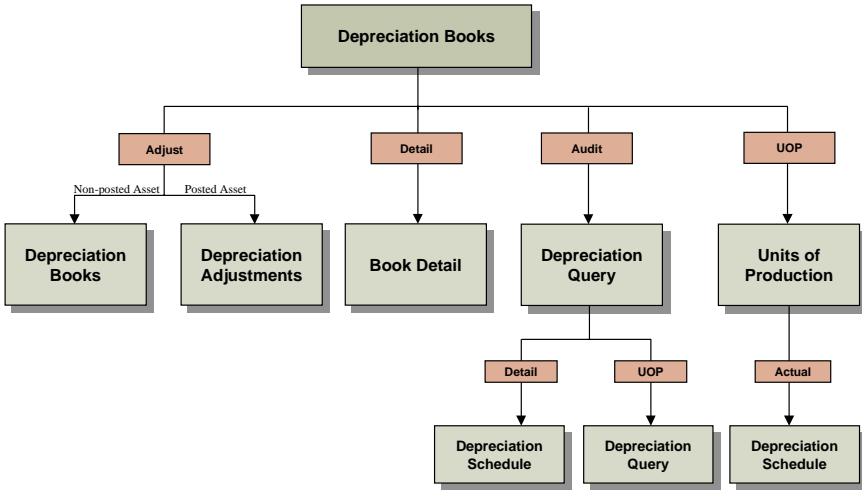 Depreciation Books
Adjust
Detail
Audit
UOP
Non-posted Asset
Posted Asset
Depreciation
Books
Depreciation
Adjustments
Book Detail
Depreciation
Query
Units of
Production
Detail
UOP
Actual
Depreciation
Schedule
Depreciation
Query
Depreciation
Schedule